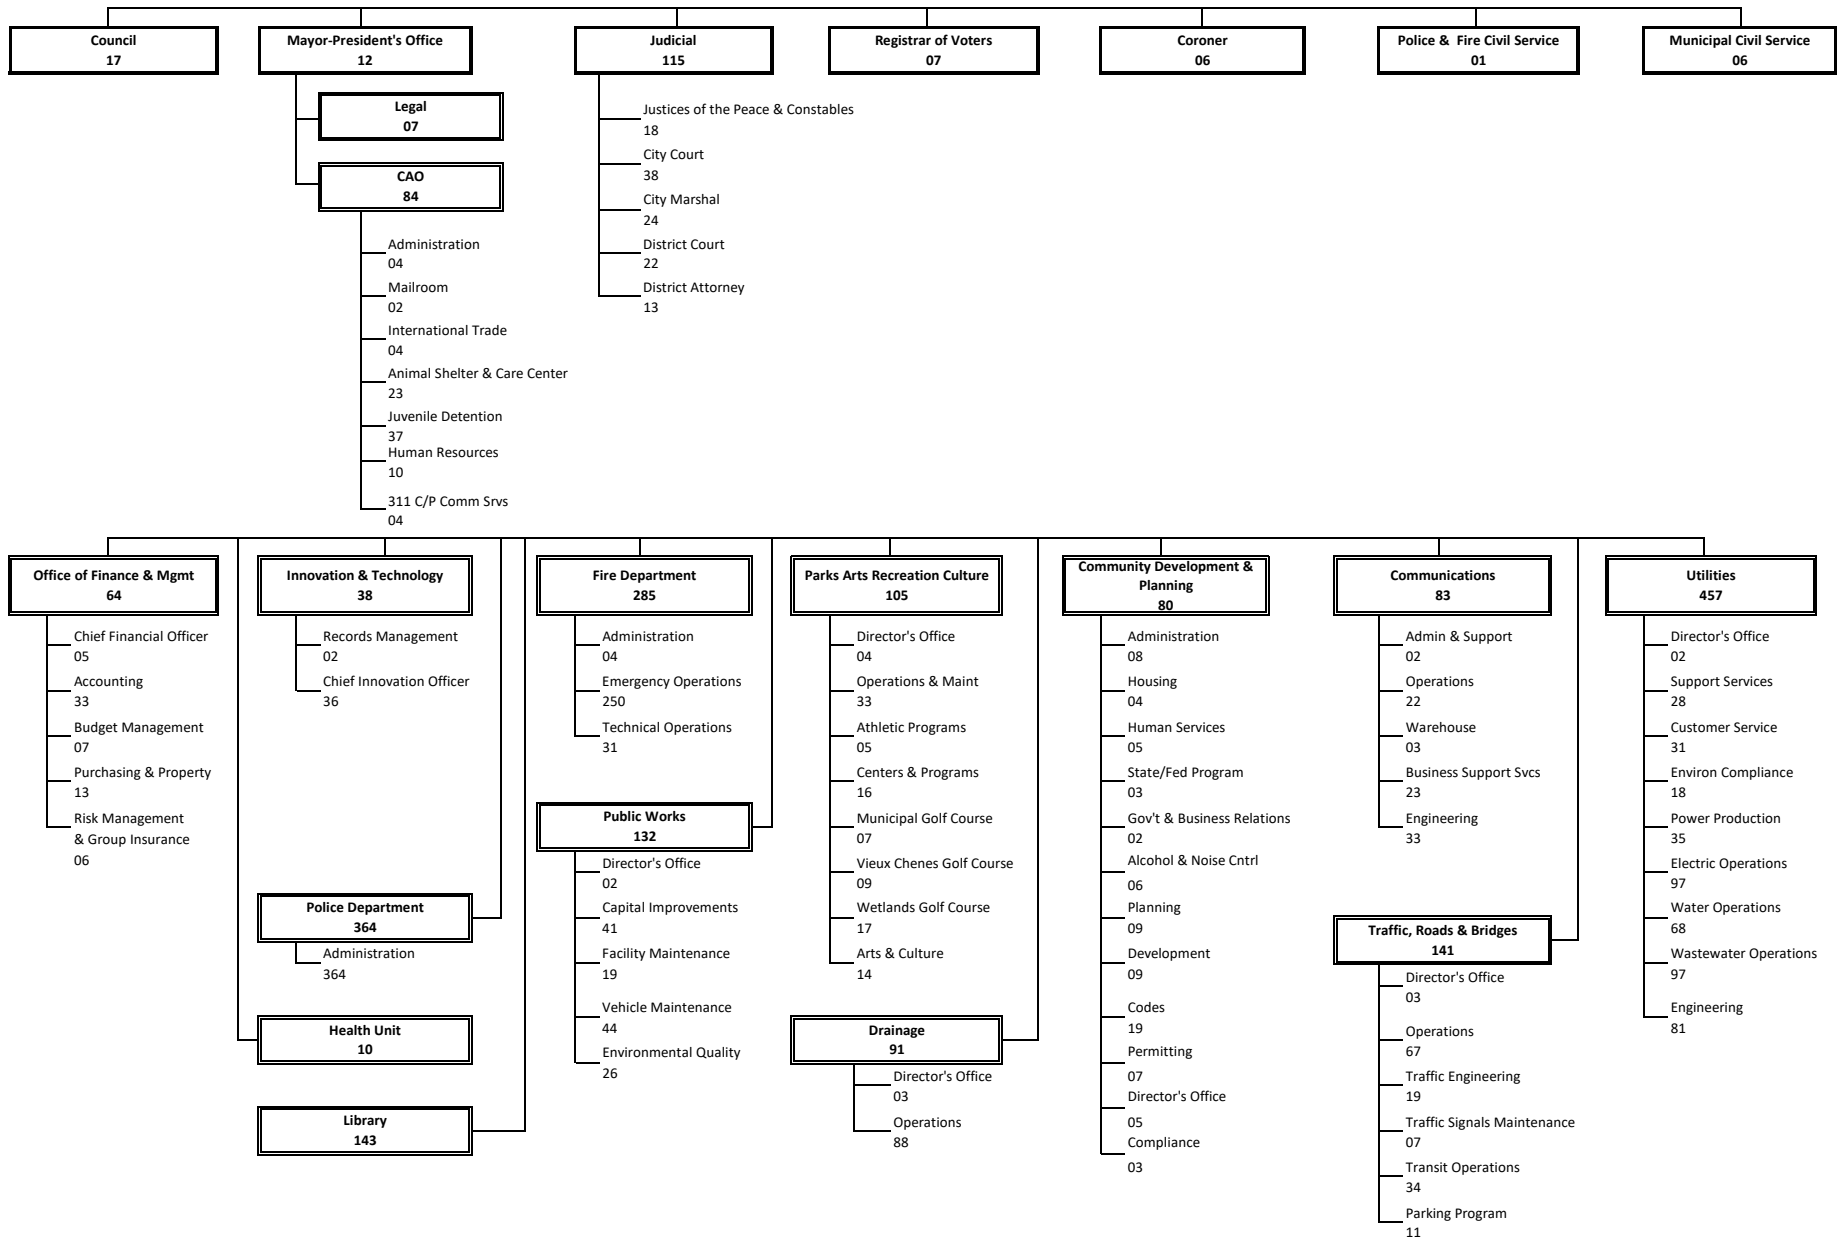 Council
17
Mayor-President's Office
12
Judicial
115
Registrar of Voters
07
Coroner
06
Police & Fire Civil Service
01
Municipal Civil Service
06
Legal
07
CAO
84
Administration
04
Mailroom
02
International Trade
04
Animal Shelter & Care Center
23
Juvenile Detention
37
Human Resources
10
311 C/P Comm Srvs
04
Justices of the Peace & Constables
18
City Court
38
City Marshal
24
District Court
22
District Attorney
13
Office of Finance & Mgmt
64
Chief Financial Officer
05
Accounting
33
Budget Management
07
Purchasing & Property
13
Risk Management
& Group Insurance
06
Innovation & Technology
38
Records Management
02
Chief Innovation Officer
36
Police Department
364
Administration
364
Health Unit
10
Library
143
Fire Department
285
Administration
04
Emergency Operations
250
Technical Operations
31
Public Works
132
Director's Office
02
Capital Improvements
41
Facility Maintenance
19
Vehicle Maintenance
44
Environmental Quality
26
Parks Arts Recreation Culture
105
Director's Office
04
Operations & Maint
33
Athletic Programs
05
Centers & Programs
16
Municipal Golf Course
07
Vieux Chenes Golf Course
09
Wetlands Golf Course
17
Arts & Culture
14
Drainage
91
Director's Office
03
Operations
88
Community Development &
Planning
80
Administration
08
Housing
04
Human Services
05
State/Fed Program
03
Gov't & Business Relations
02
Alcohol & Noise Cntrl
06
Planning
09
Development
09
Codes
19
Permitting
07
Director's Office
05
Compliance
03
Communications
83
Admin & Support
02
Operations
22
Warehouse
03
Business Support Svcs
23
Engineering
33
Traffic, Roads & Bridges
141
Director's Office
03
Operations
67
Traffic Engineering
19
Traffic Signals Maintenance
07
Transit Operations
34
Parking Program
11
Utilities
457
Director's Office
02
Support Services
28
Customer Service
31
Environ Compliance
18
Power Production
35
Electric Operations
97
Water Operations
68
Wastewater Operations
97
Engineering
81